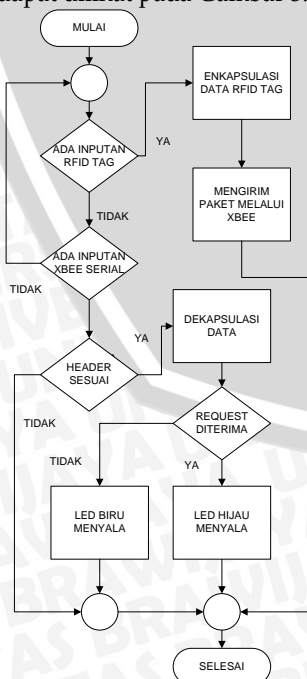 MULAI
ENKAPSULASI
DATA RFID TAG
ADA INPUTAN
RFID TAG
YA
MENGIRIM
PAKET MELALUI
XBEE
TIDAK
ADA INPUTAN
XBEE SERIAL
TIDAK
DEKAPSULASI
DATA
YA
HEADER
SESUAI
REQUEST
DITERIMA
TIDAK
TIDAK
YA
LED BIRU
MENYALA
LED HIJAU
MENYALA
SELESAI